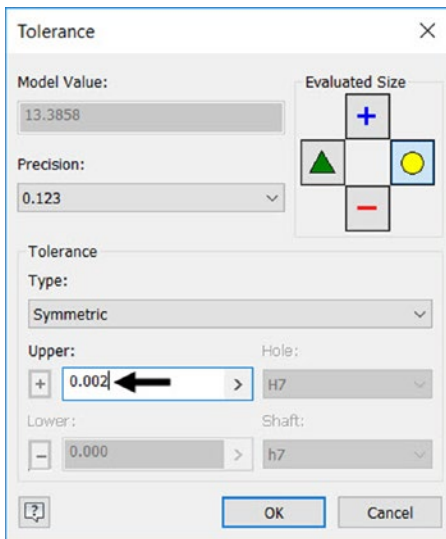 Tolerance
Model Value:
13.3858
Evaluated Size
Precision:
0.123
Tolerance
Type:
Symmetric
Upper:
Hole:
+ 0.002 >
H7
Lower:
Shaft:
- 0.000 >
h7
?
OK
Cancel